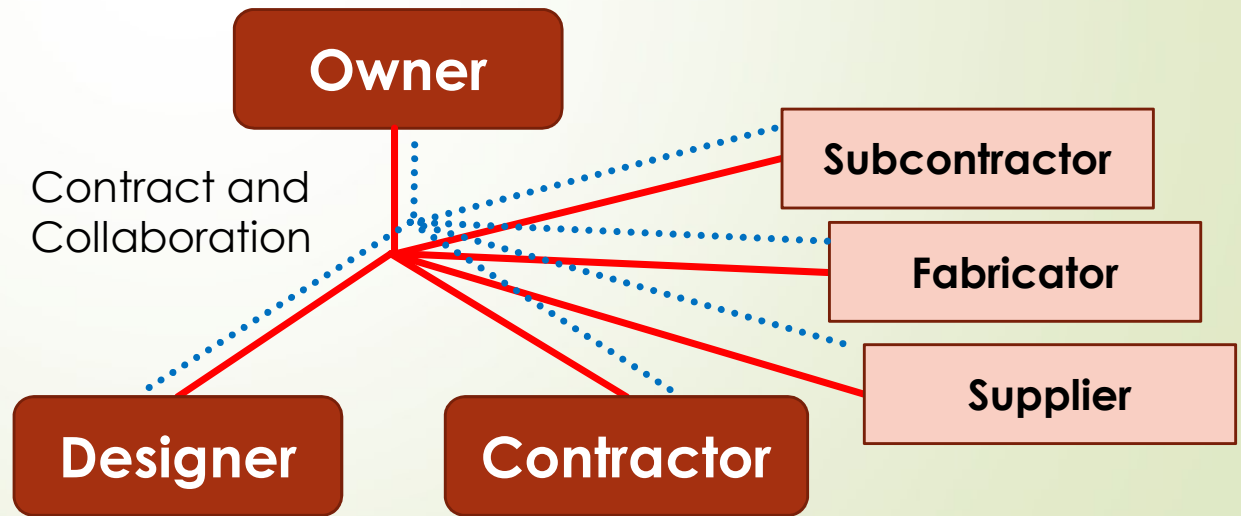 Owner
Contract and
Collaboration
Subcontractor
Fabricator
Supplier
Designer
Contractor